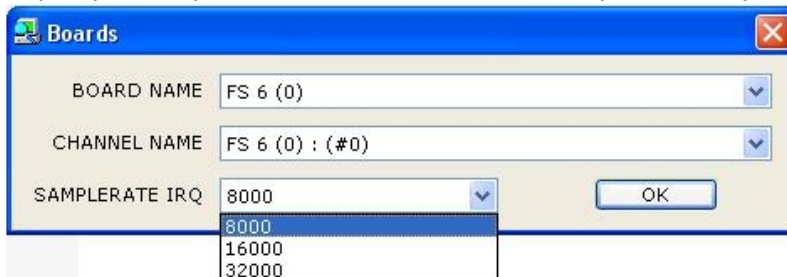 Boards
BOARD NAME FS 6 (0)
CHANNEL NAME FS 6 (0) : (#0)
SAMPLERATE IRQ 8000 OK
8000
16000
32000